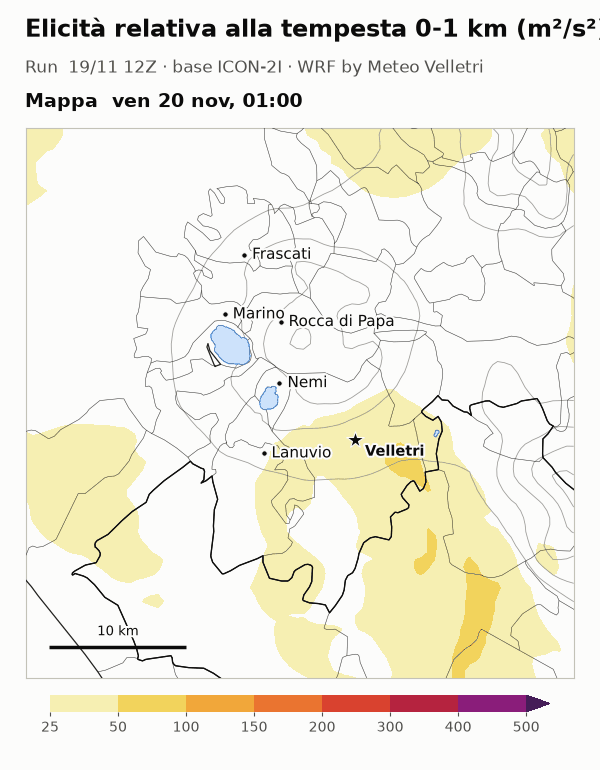 Elicità relativa alla tempesta 0-1 km (m²/s²)
Run 19/11 12Z · base ICON-2I · WRF by Meteo Velletri
Mappa ven 20 nov, 01:00
Frascati
Marino
Rocca di Papa
Nemi
Velletri
Lanuvio
10 km
25 50 100 150 200 300 400 500